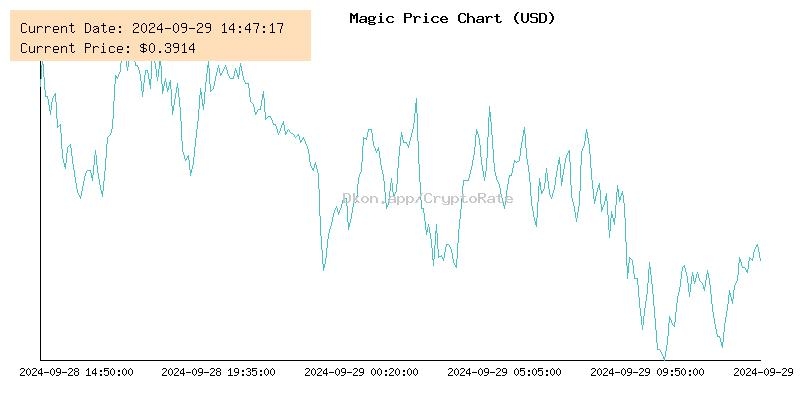 Magic Price Chart (USD)
Current Date: 2024-09-29 14:47:17
Current Price: $0.3914
Dkon.app/CryptoRate
2024-09-28 14:50:00 2024-09-28 19:35:00 2024-09-29 00:20:00 2024-09-29 05:05:00 2024-09-29 09:50:00 2024-09-29